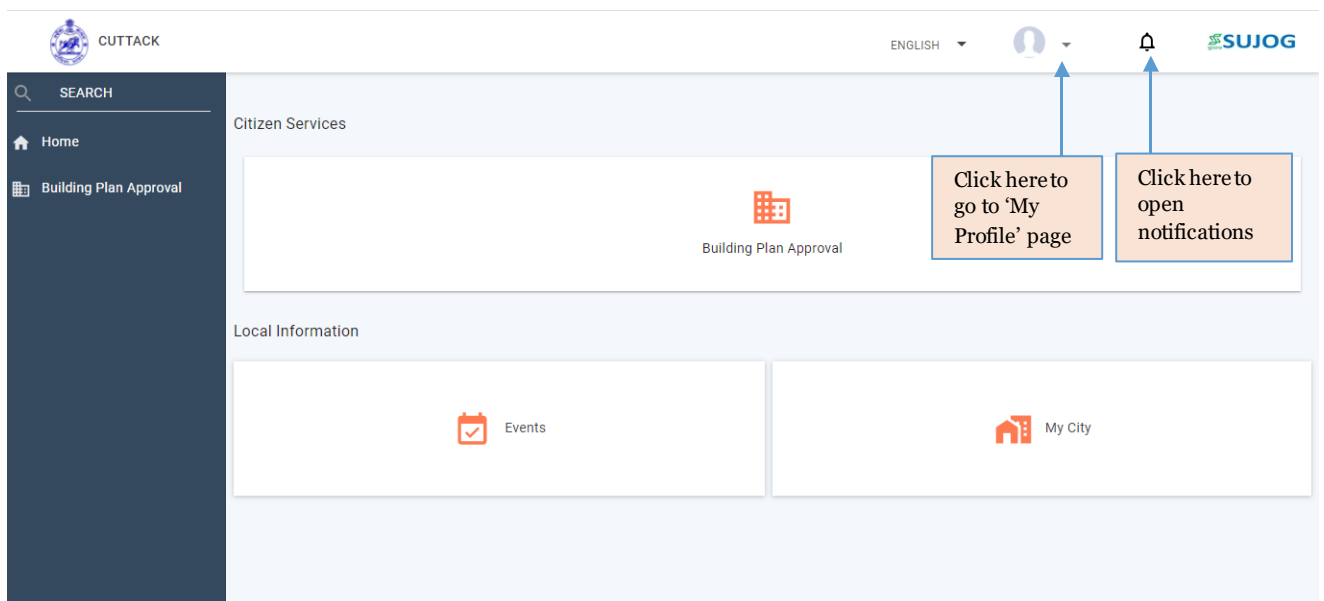 CUTTACK
ENGLISH
SUJOG
SEARCH
Home
Building Plan Approval
Citizen Services
Building Plan Approval
Click here to
go to ‘My
Profile’ page
Click here to
open
notifications
Local Information
Events
My City